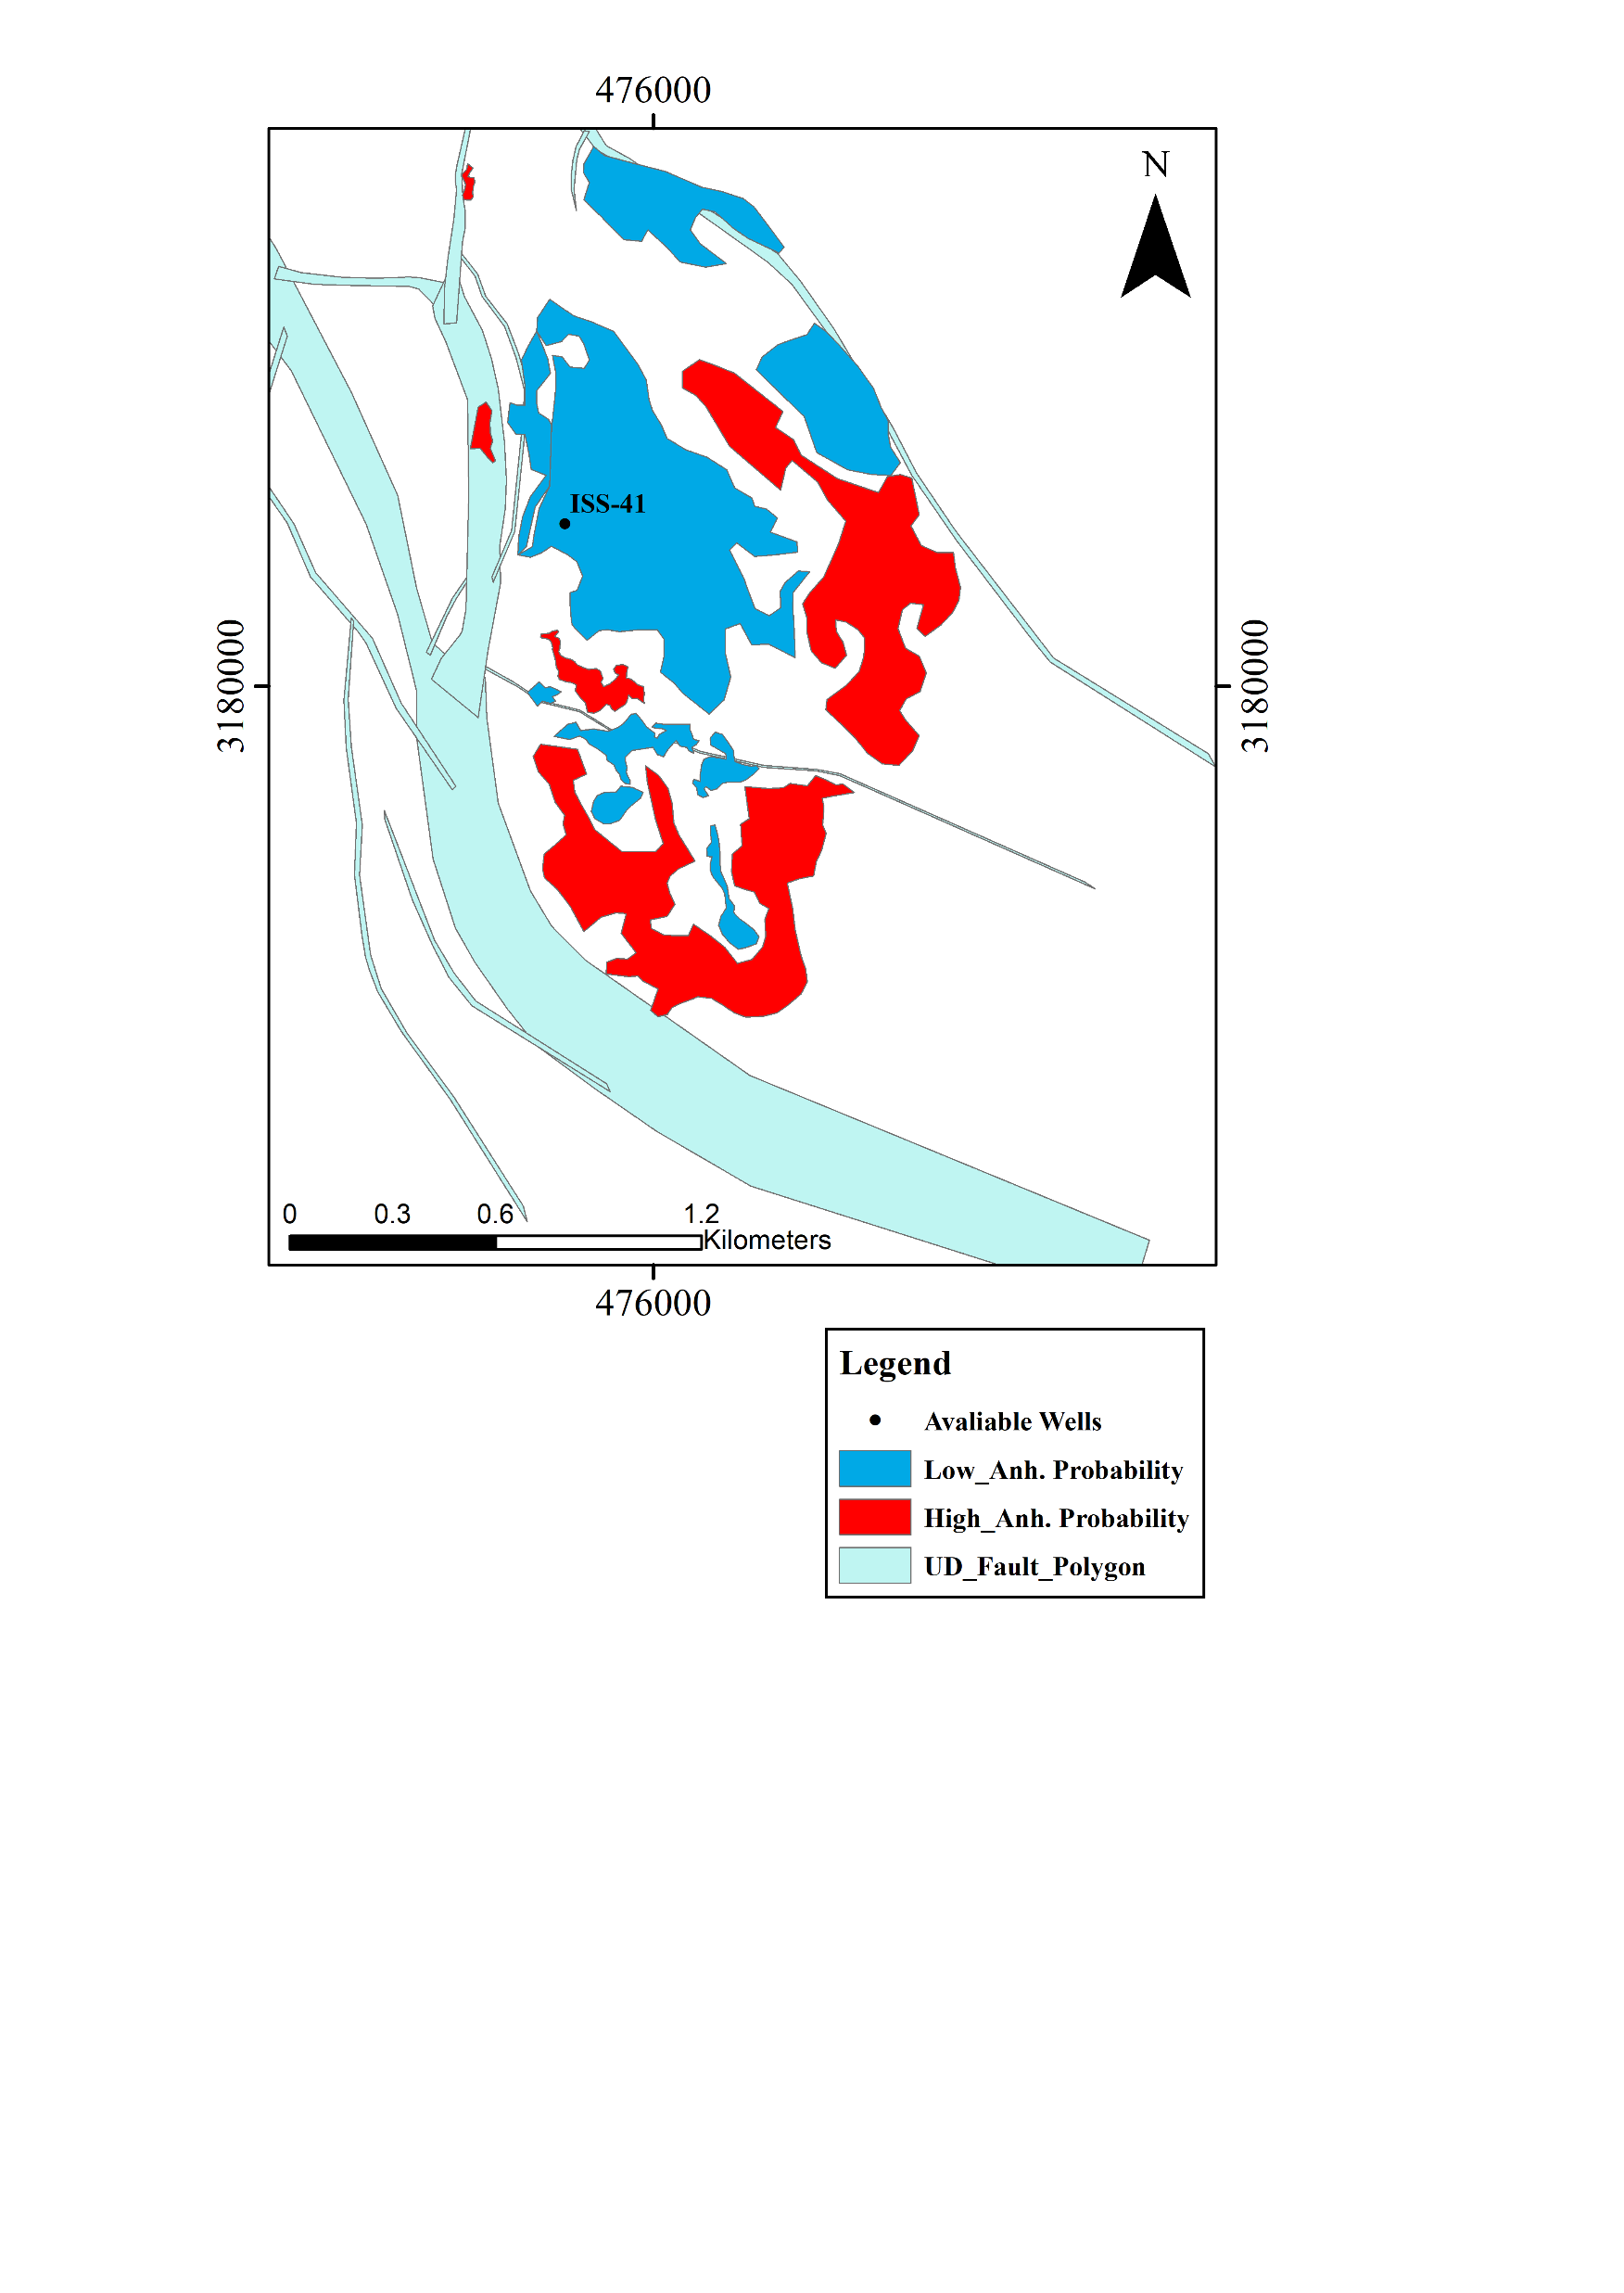 476000
N
ISS-41
3180000
3180000
0 0.3 0.6 1.2
Kilometers
476000
Legend
Avaliable Wells
Low_Anh. Probability
High_Anh. Probability
UD_Fault_Polygon